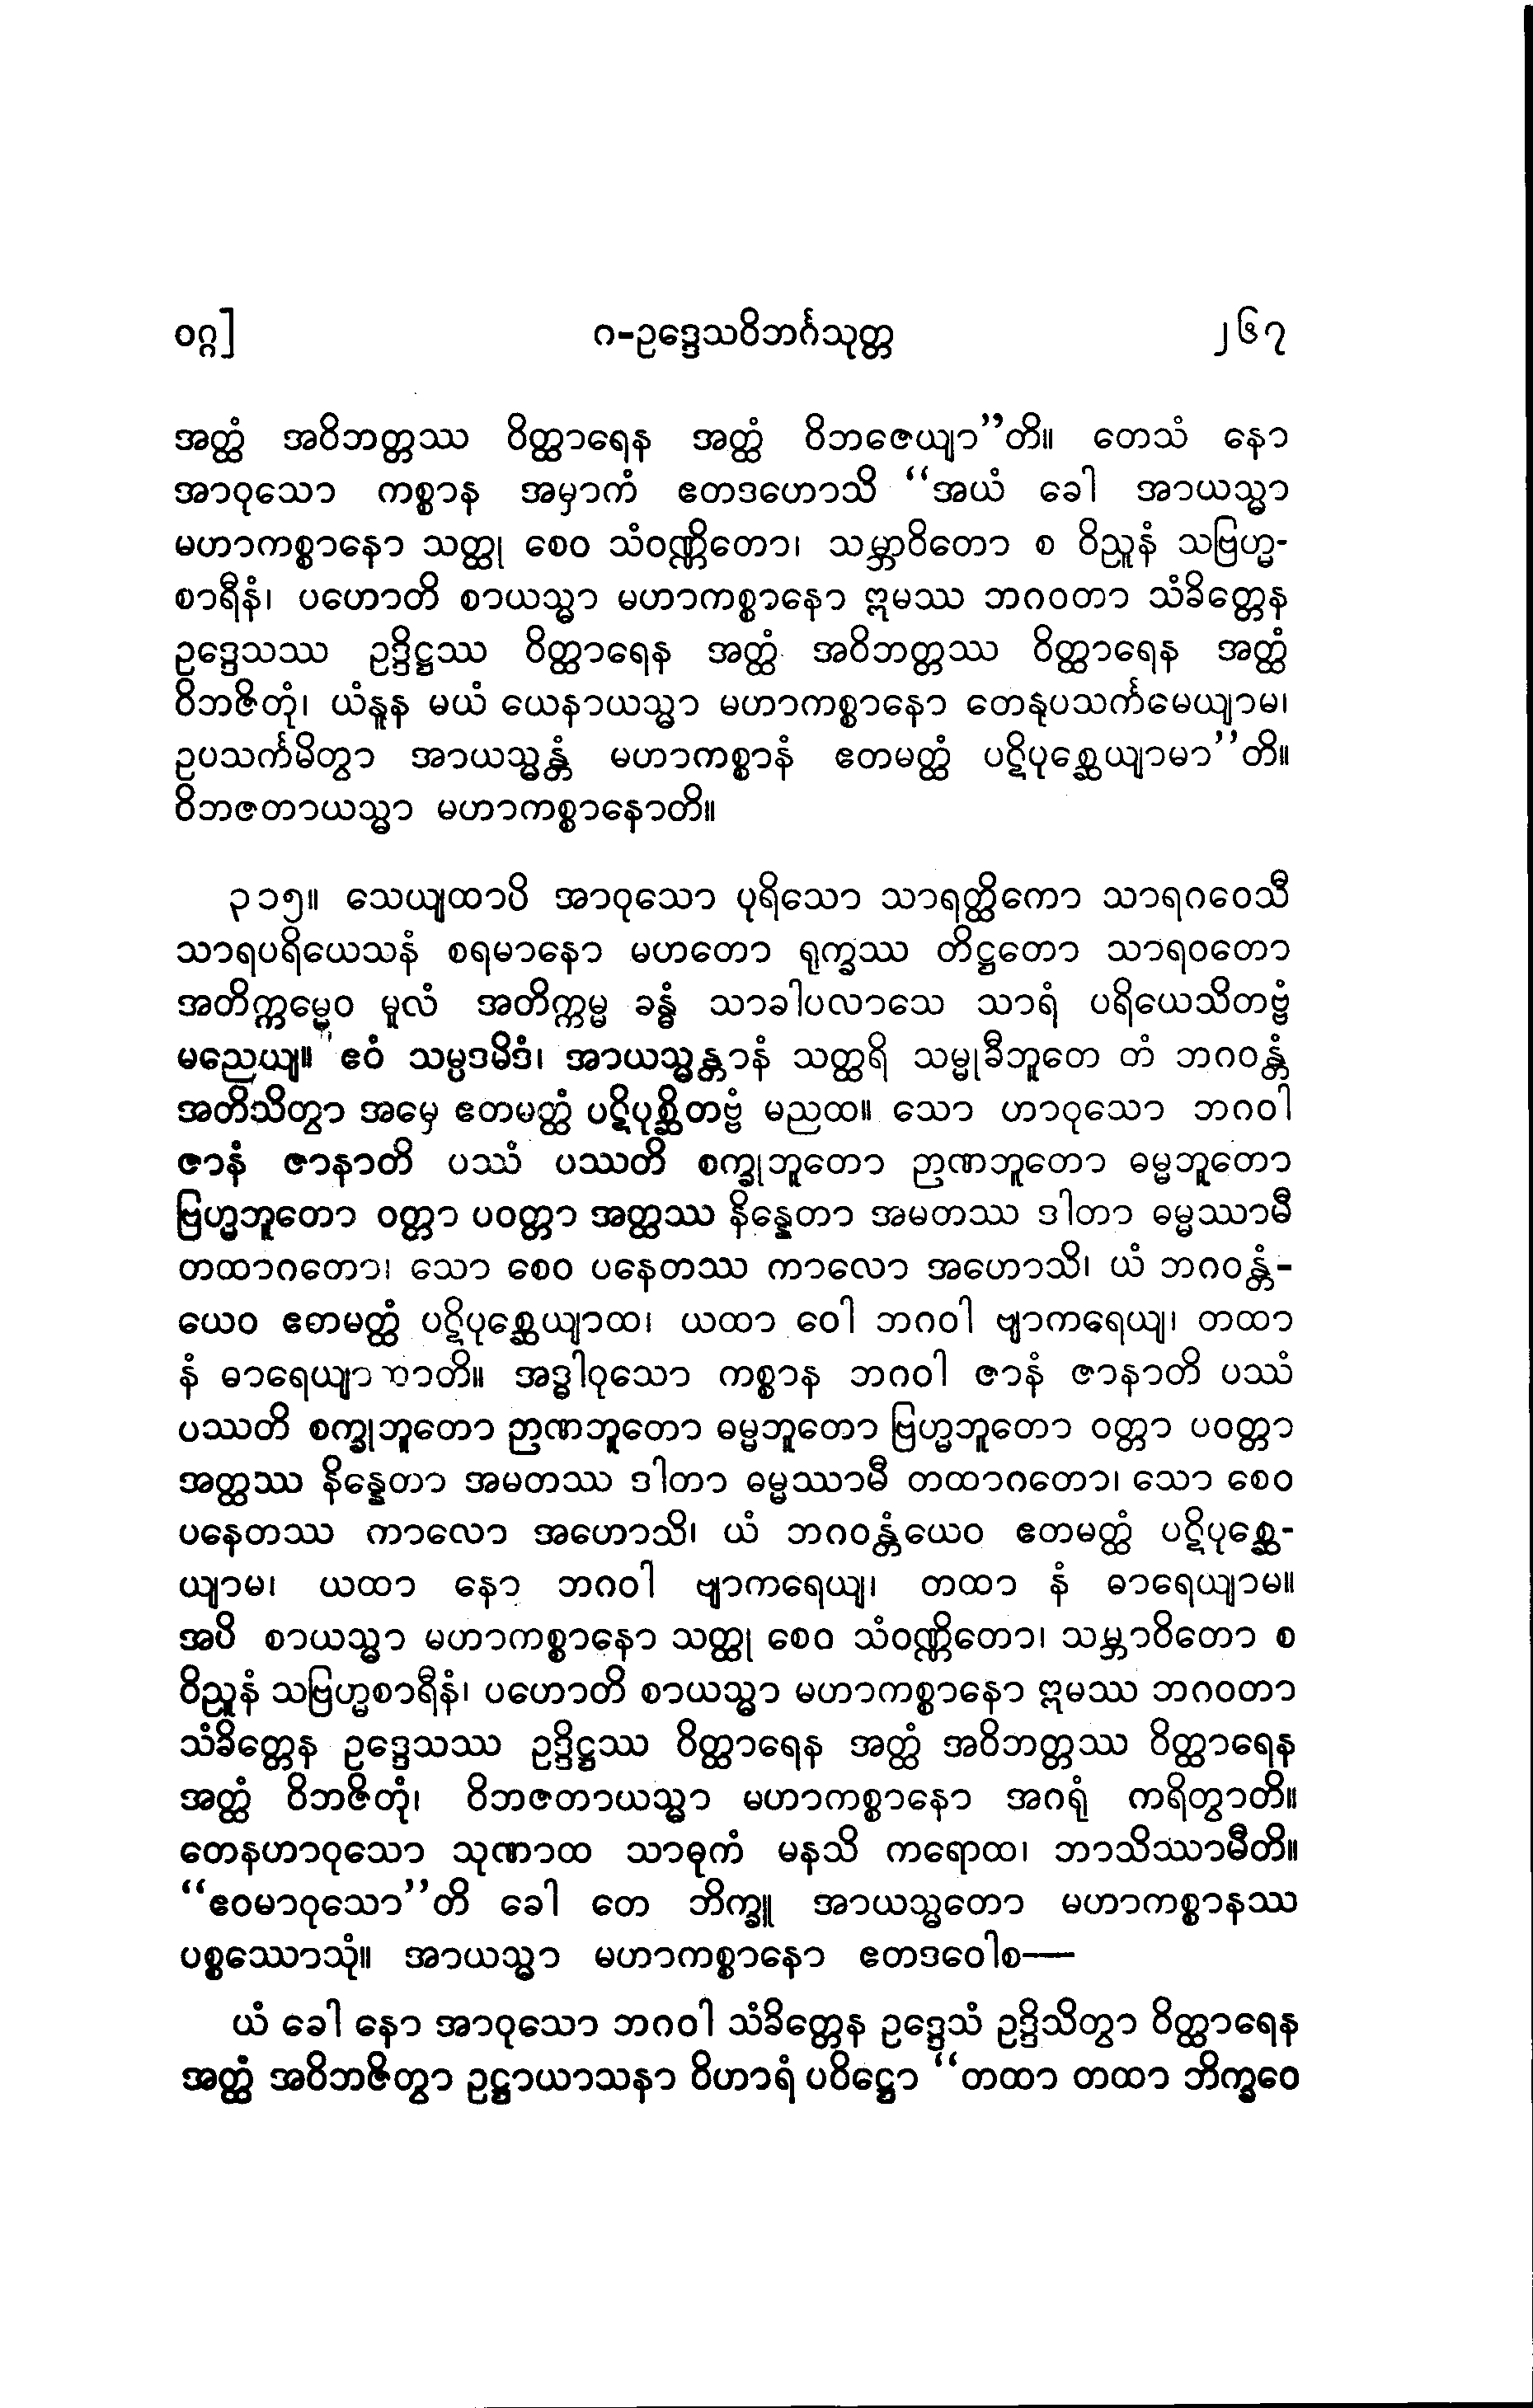 ဝဂ္ဂ] ဂ-ဥဒ္ဒေသဝိဘင်္ဂသုတ္တ ၂၆၇
အတ္ထံ အဝိဘတ္တဿ ဝိတ္ထာရေန အတ္ထံ ဝိဘဇေယျာ”တိ။ တေသံ နော
အာဝုသော ကစ္စာန အမှာကံ ဧတဒဟောသိ “အယံ ခေါ အာယသ္မာ
မဟာကစ္စာနော သတ္ထု စေဝ သံဝဏ္ဏိတော၊ သမ္ဘာဝိတော စ ဝိညူနံ သဗြဟ္မ-
စာရီနံ၊ ပဟောတိ စာယသ္မာ မဟာကစ္စာနော ဣမဿ ဘဂဝတာ သံခိတ္တေန
ဥဒ္ဒေသဿ ဥဒ္ဒိဋ္ဌဿ ဝိတ္ထာရေန အတ္ထံ အဝိဘတ္တဿ ဝိတ္ထာရေန အတ္ထံ
ဝိဘဇိတုံ၊ ယံနူန မယံ ယေနာယသ္မာ မဟာကစ္စာနော တေနုပသင်္ကမေယျာမ၊
ဥပသင်္ကမိတွာ အာယသ္မန္တံ မဟာကစ္စာနံ ဧတမတ္ထံ ပဋိပုစ္ဆေယျာမာ”တိ။
ဝိဘဇတာယသ္မာ မဟာကစ္စာနောတိ။
၃၁၅။ သေယျထာပိ အာဝုသော ပုရိသော သာရတ္ထိကော သာရဂဝေသီ
သာရပရိယေသနံ စရမာနော မဟတော ရုက္ခဿ တိဋ္ဌတော သာရဝတော
အတိက္ကမ္မေဝ မူလံ အတိက္ကမ္မ ခန္ဓံ သာခါပလာသေ သာရံ ပရိယေသိတဗ္ဗံ
မညေယျ။ ဧဝံ သမ္ပဒမိဒံ၊ အာယသ္မန္တာနံ သတ္ထရိ သမ္မုခီဘူတေ တံ ဘဂဝန္တံ
အတိသိတွာ အမှေ ဧတမတ္ထံ ပဋိပုစ္ဆိတဗ္ဗံ မညထ။ သော ဟာဝုသော ဘဂဝါ
ဇာနံ ဇာနာတိ ပဿံ ပဿတိ စက္ခုဘူတော ဉာဏဘူတော ဓမ္မဘူတော
ဗြဟ္မဘူတော ဝတ္တာ ပဝတ္တာ အတ္ထဿ နိန္နေတာ အမတဿ ဒါတာ ဓမ္မဿာမီ
တထာဂတော၊ သော စေဝ ပနေတဿ ကာလော အဟောသိ၊ ယံ ဘဂဝန္တံ-
ယေဝ ဧတမတ္ထံ ပဋိပုစ္ဆေယျာထ၊ ယထာ ဝေါ ဘဂဝါ ဗျာကရေယျ၊ တထာ
နံ ဓာရေယျာထာတိ။ အဒ္ဓါဝုသော ကစ္စာန ဘဂဝါ ဇာနံ ဇာနာတိ ပဿံ
ပဿတိ စက္ခုဘူတော ဉာဏဘူတော ဓမ္မဘူတော ဗြဟ္မဘူတော ဝတ္တာ ပဝတ္တာ
အတ္ထဿ နိန္နေတာ အမတဿ ဒါတာ ဓမ္မဿာမီ တထာဂတော၊ သော စေဝ
ပနေတဿ ကာလော အဟောသိ၊ ယံ ဘဂဝန္တံယေဝ ဧတမတ္ထံ ပဋိပုစ္ဆေ-
ယျာမ၊ ယထာ နော ဘဂဝါ ဗျာကရေယျ၊ တထာ နံ ဓာရေယျာမ။
အပိ စာယသ္မာ မဟာကစ္စာနော သတ္ထု စေဝ သံဝဏ္ဏိတော၊ သမ္ဘာဝိတော စ
ဝိညူနံ သဗြဟ္မစာရီနံ၊ ပဟောတိ စာယသ္မာ မဟာကစ္စာနော ဣမဿ ဘဂဝတာ
သံခိတ္တေန ဥဒ္ဒေသဿ ဥဒ္ဒိဋ္ဌဿ ဝိတ္ထာရေန အတ္ထံ အဝိဘတ္တဿ ဝိတ္ထာရေန
အတ္ထံ ဝိဘဇိတုံ၊ ဝိဘဇတာယသ္မာ မဟာကစ္စာနော အဂရုံ ကရိတွာတိ။
တေနဟာဝုသော သုဏာထ သာဓုကံ မနသိ ကရောထ၊ ဘာသိဿာမီတိ။
“ဧဝမာဝုသော”တိ ခေါ တေ ဘိက္ခူ အာယသ္မတော မဟာကစ္စာနဿ
ပစ္စဿောသုံ။ အာယသ္မာ မဟာကစ္စာနော ဧတဒဝေါစ—
ယံ ခေါ နော အာဝုသော ဘဂဝါ သံခိတ္တေန ဥဒ္ဒေသံ ဥဒ္ဒိသိတွာ ဝိတ္ထာရေန
အတ္ထံ အဝိဘဇိတွာ ဥဋ္ဌာယာသနာ ဝိဟာရံ ပဝိဋ္ဌော “တထာ တထာ ဘိက္ခဝေ